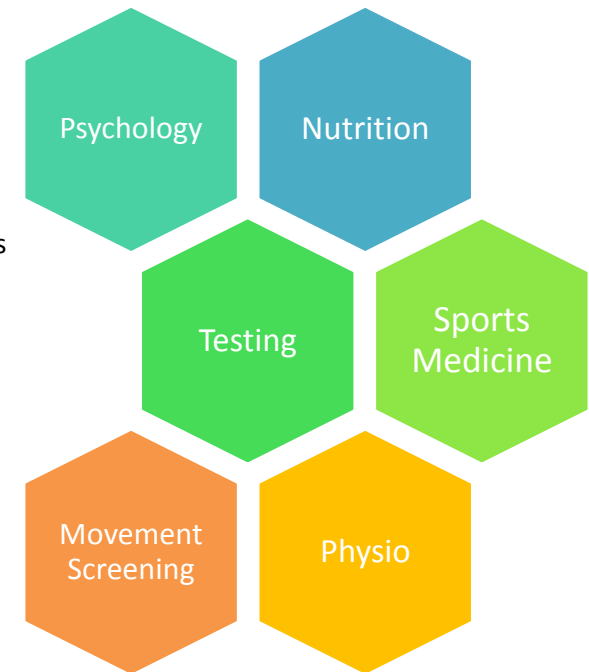 Psychology
Nutrition
s
Testing
Sports
Medicine
Movement
Screening
Physio